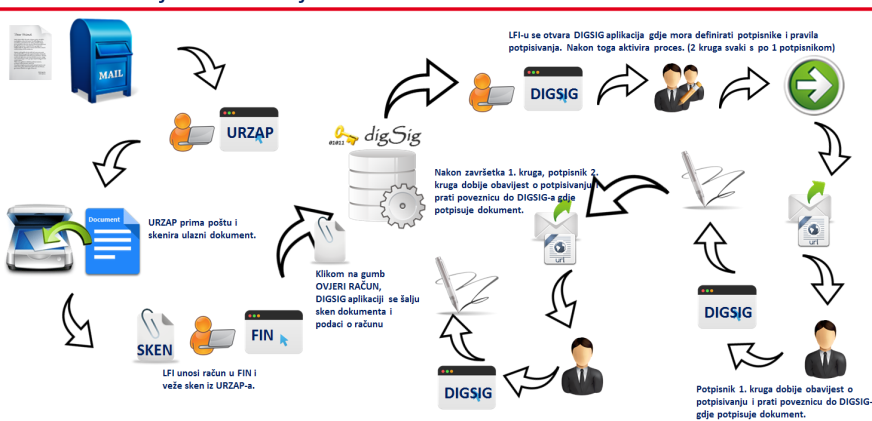 LFI-u se otvara DIGSIG aplikacija gdje mora definirati potpisnike i pravila
potpisivanja. Nakon toga aktivira proces. (2 kruga svaki s po 1 potpisnikom)
MAIL
URZAP
DIGSIG
#1#11 digSig
Nakon završetka 1. kruga, potpisnik 2.
kruga dobije obavijest o potpisivanju i
prati poveznicu do DIGSIG-a gdje
potpisuje dokument.
Document
URZAP prima poštu i
skenira ulazni dokument.
url
url
Klikom na gumb
OVJERI RAČUN,
DIGSIG aplikaciji se šalju
sken dokumenta i
podaci o računu
SKEN
FIN
LFI unosi račun u FIN i
veže sken iz URZAP-a.
DIGSIG
DIGSIG
Potpisnik 1. kruga dobije obavijest o
potpisivanju i prati poveznicu do DIGSIG-
gdje potpisuje dokument.